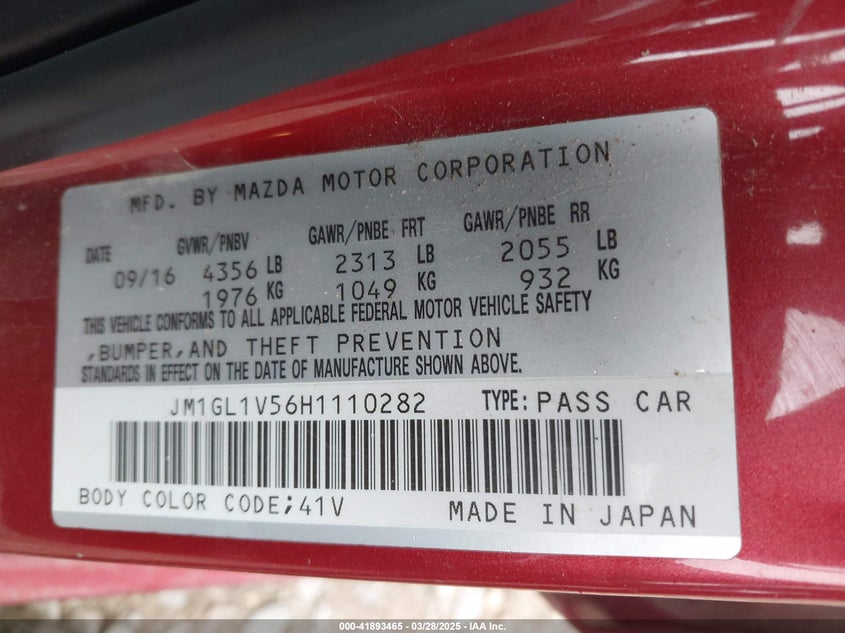 MFD. BY MAZDA MOTOR CORPORATION
DATE GVWR/PNBV GAWR/PNBE FRT GAWR/PNBE RR
09/16 4356 LB 2313 LB 2055 LB
1976 KG 1049 KG 932 KG
THIS VEHICLE CONFORMS TO ALL APPLICABLE FEDERAL MOTOR VEHICLE SAFETY
,BUMPER,AND THEFT PREVENTION
STANDARDS IN EFFECT ON THE DATE OF MANUFACTURE SHOWN ABOVE.
JM1GL1V56H1110282 TYPE: PASS CAR
BODY COLOR CODE;41V MADE IN JAPAN
000-41893465 - 03/28/2025 - IAA Inc.